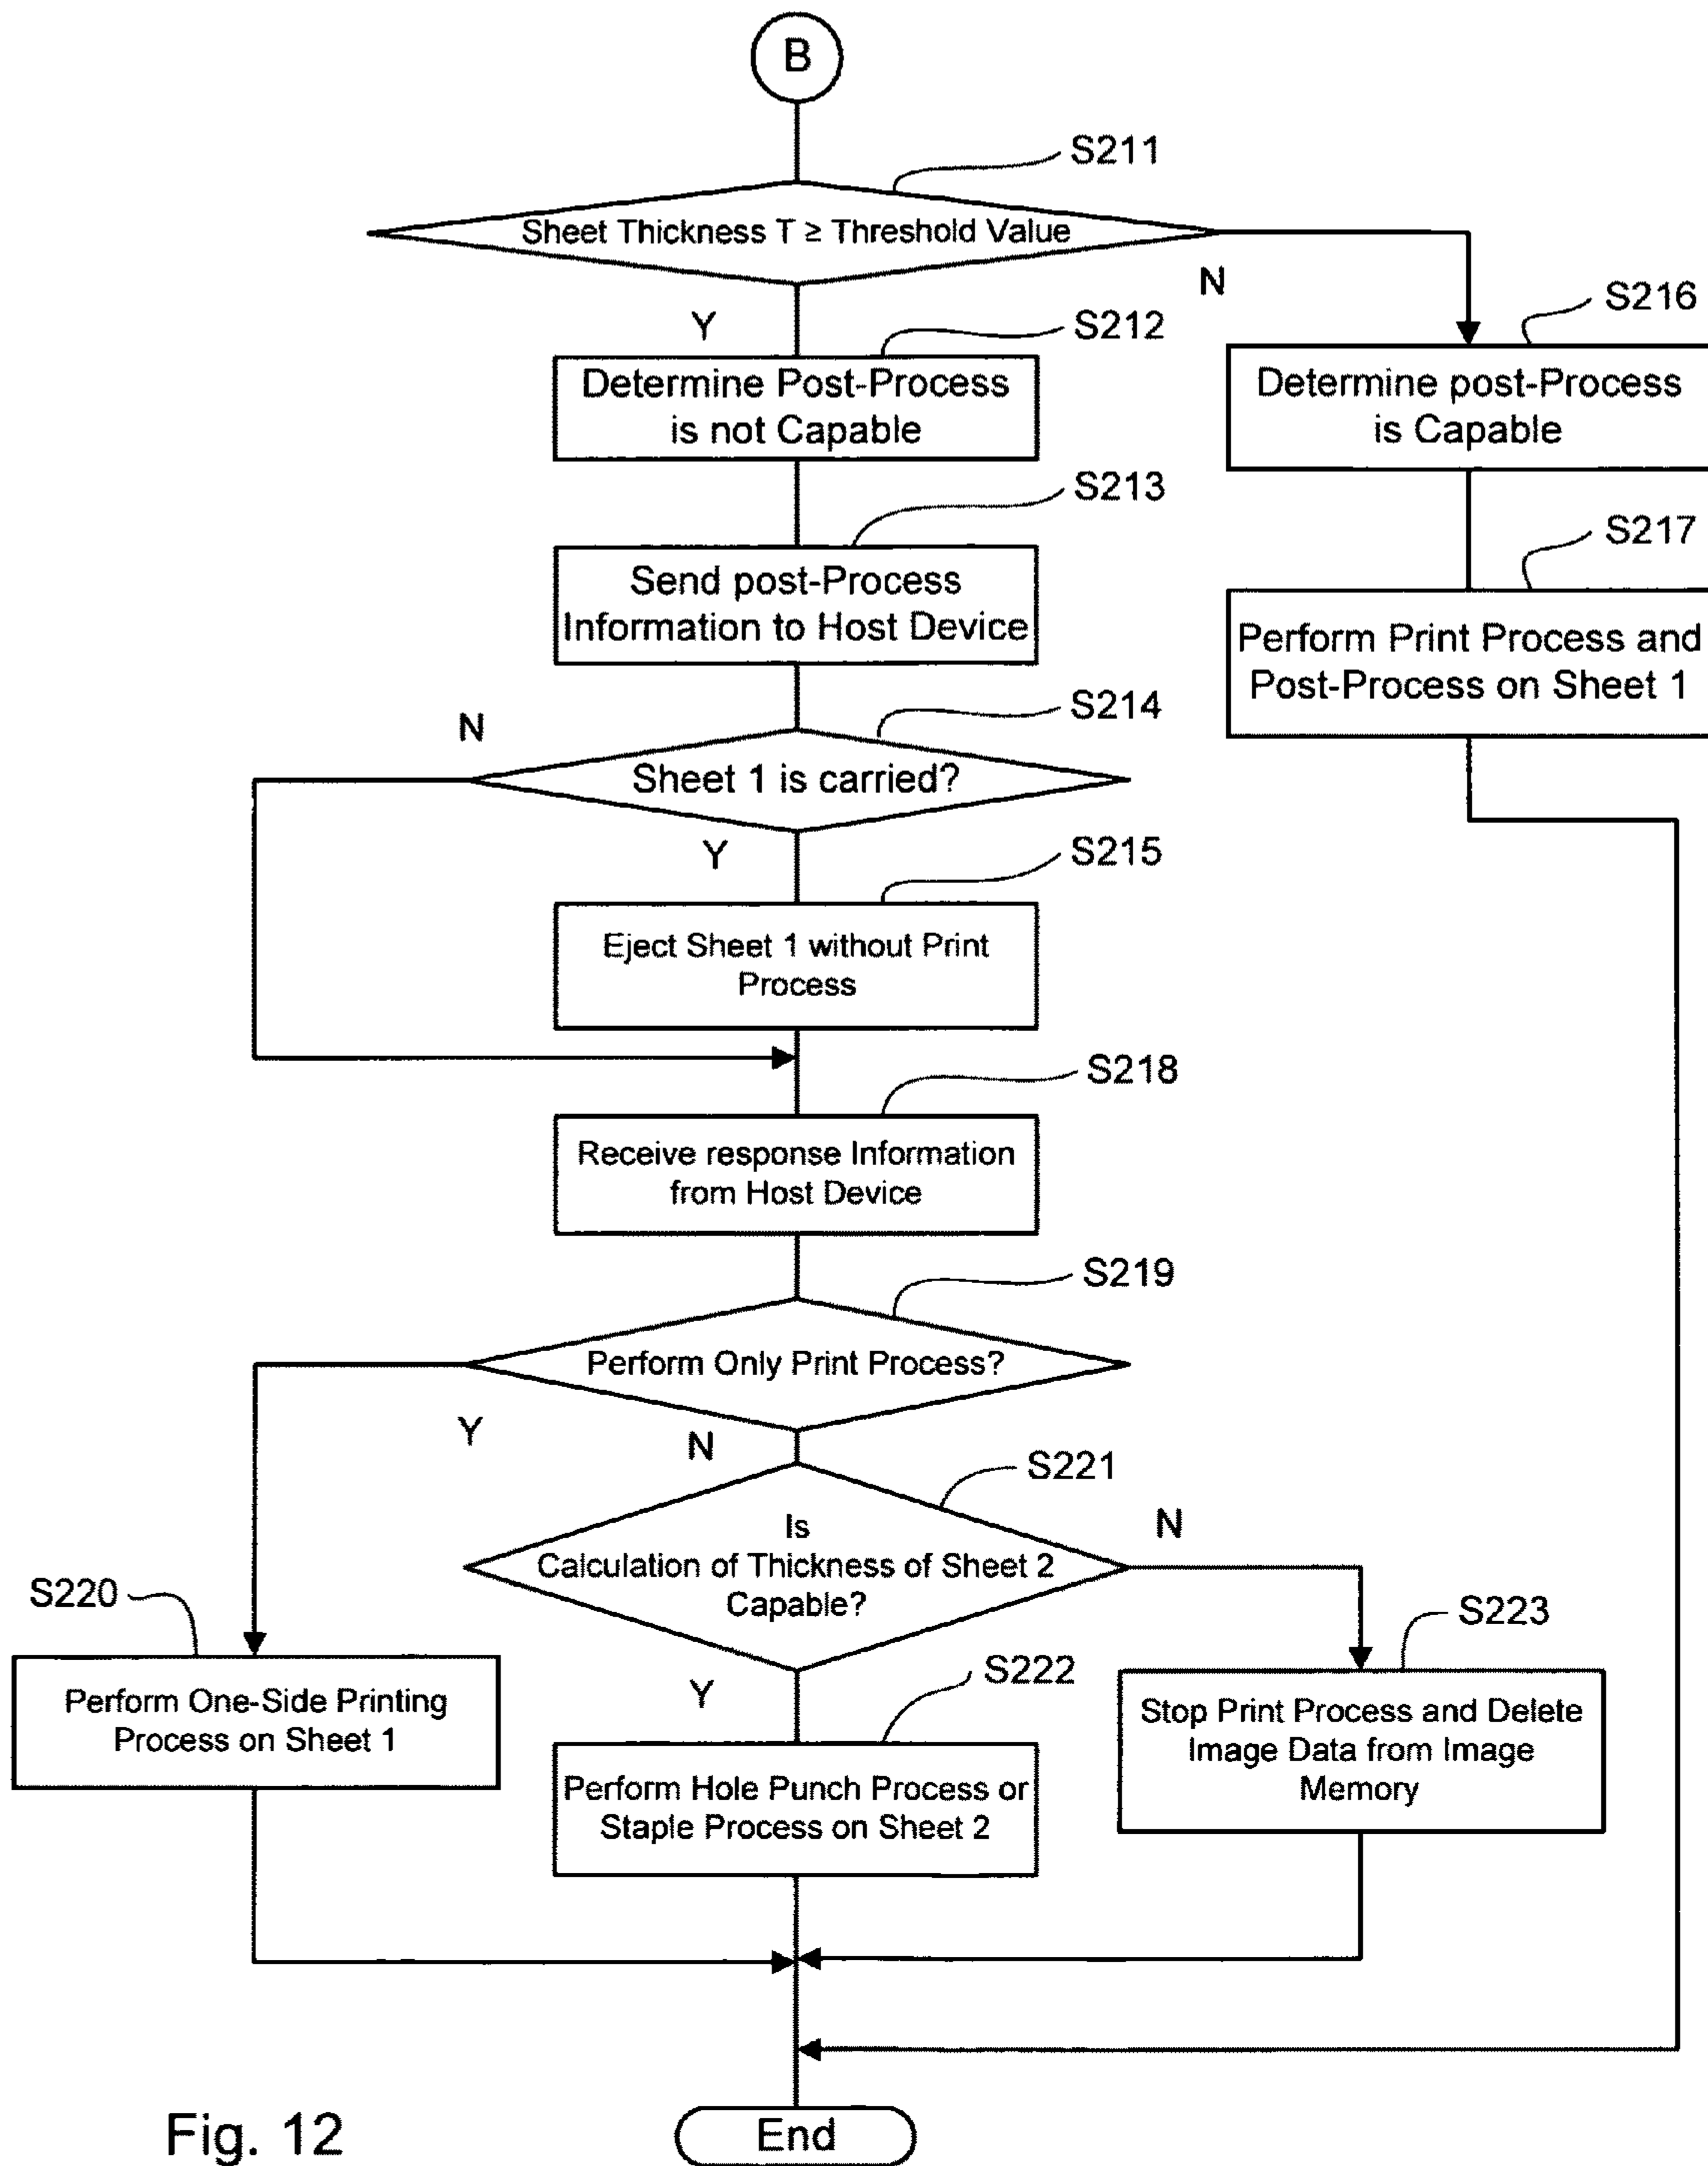 B
S211
Sheet Thickness T ≥ Threshold Value
N
Y
S212
S216
Determine Post-Process
is not Capable
Determine post-Process
is Capable
S213
S217
Send post-Process
Information to Host Device
Perform Print Process and
Post-Process on Sheet 1
N
S214
Sheet 1 is carried?
Y
S215
Eject Sheet 1 without Print
Process
S218
Receive response Information
from Host Device
S219
Perform Only Print Process?
Y
N
S221
N
Is
Calculation of Thickness of Sheet 2
Capable?
S220
S223
Perform One-Side Printing
Process on Sheet 1
Y
S222
Stop Print Process and Delete
Image Data from Image
Memory
Perform Hole Punch Process or
Staple Process on Sheet 2
Fig. 12
End